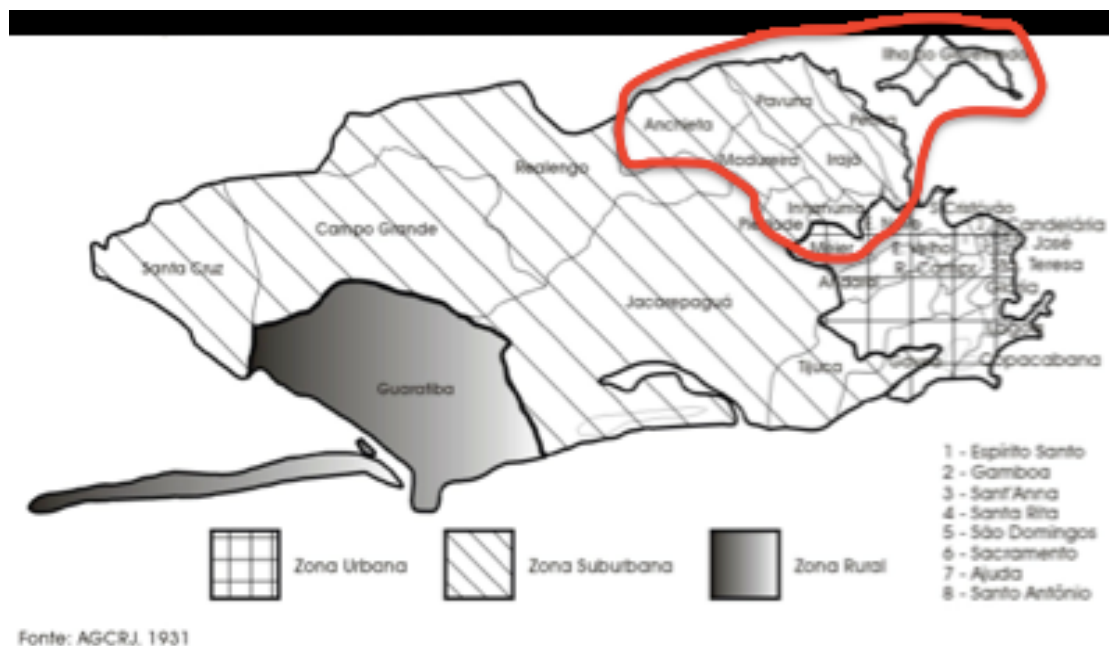 Ilha do Governador
Pavuna
Penha
Anchieta
Madureira
Irajá
Realengo
Inhaúma
Piedade
E. Novo
S. Cristóvão
Candelária
Campo Grande
Méier
E. Velho
José
Santa Cruz
Andaraí
Teresa
Glória
Jacarepaguá
Lagoa
Tijuca
Gávea
Copacabana
Guaratiba
1 - Espírito Santo
2 - Gamboa
3 - Sant'Anna
4 - Santa Rita
5 - São Domingos
6 - Sacramento
7 - Ajuda
8 - Santo Antônio
Zona Urbana
Zona Suburbana
Zona Rural
Fonte: AGCRJ, 1931